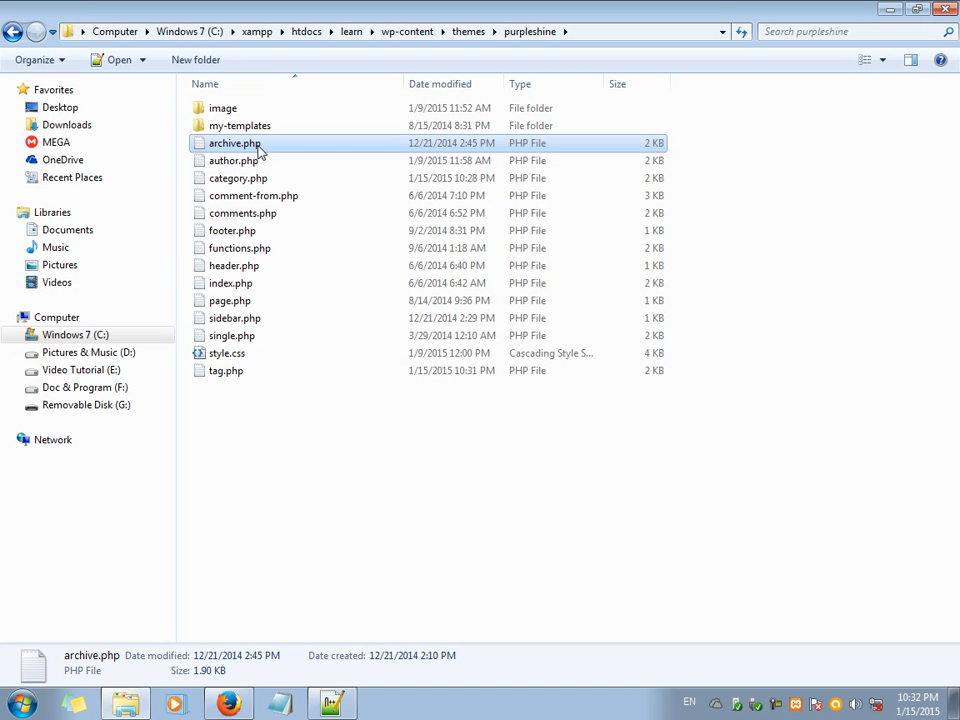 Computer Windows 7 (C:) xampp htdocs learn wp-content themes purpleshine Search purpleshine
Organize Open New folder
Name Date modified Type Size
Favorites
Desktop
Downloads
MEGA
OneDrive
Recent Places
Libraries
Documents
Music
Pictures
Videos
Computer
Windows 7 (C:)
Pictures & Music (D:)
Video Tutorial (E:)
Doc & Program (F:)
Removable Disk (G:)
Network
image 1/9/2015 11:52 AM File folder
my-templates 8/15/2014 8:31 PM File folder
archive.php 12/21/2014 2:45 PM PHP File 2 KB
author.php 1/9/2015 11:58 AM PHP File 2 KB
category.php 1/15/2015 10:28 PM PHP File 2 KB
comment-from.php 6/6/2014 7:10 PM PHP File 3 KB
comments.php 6/6/2014 6:52 PM PHP File 2 KB
footer.php 9/2/2014 8:31 PM PHP File 1 KB
functions.php 9/6/2014 1:18 AM PHP File 2 KB
header.php 6/6/2014 6:40 PM PHP File 1 KB
index.php 6/6/2014 6:42 AM PHP File 2 KB
page.php 8/14/2014 9:36 PM PHP File 1 KB
sidebar.php 12/21/2014 2:29 PM PHP File 1 KB
single.php 3/29/2014 12:10 AM PHP File 2 KB
style.css 1/9/2015 12:00 PM Cascading Style S... 4 KB
tag.php 1/15/2015 10:31 PM PHP File 2 KB
archive.php Date modified: 12/21/2014 2:45 PM Date created: 12/21/2014 2:10 PM
PHP File Size: 1.90 KB
EN
10:32 PM
1/15/2015